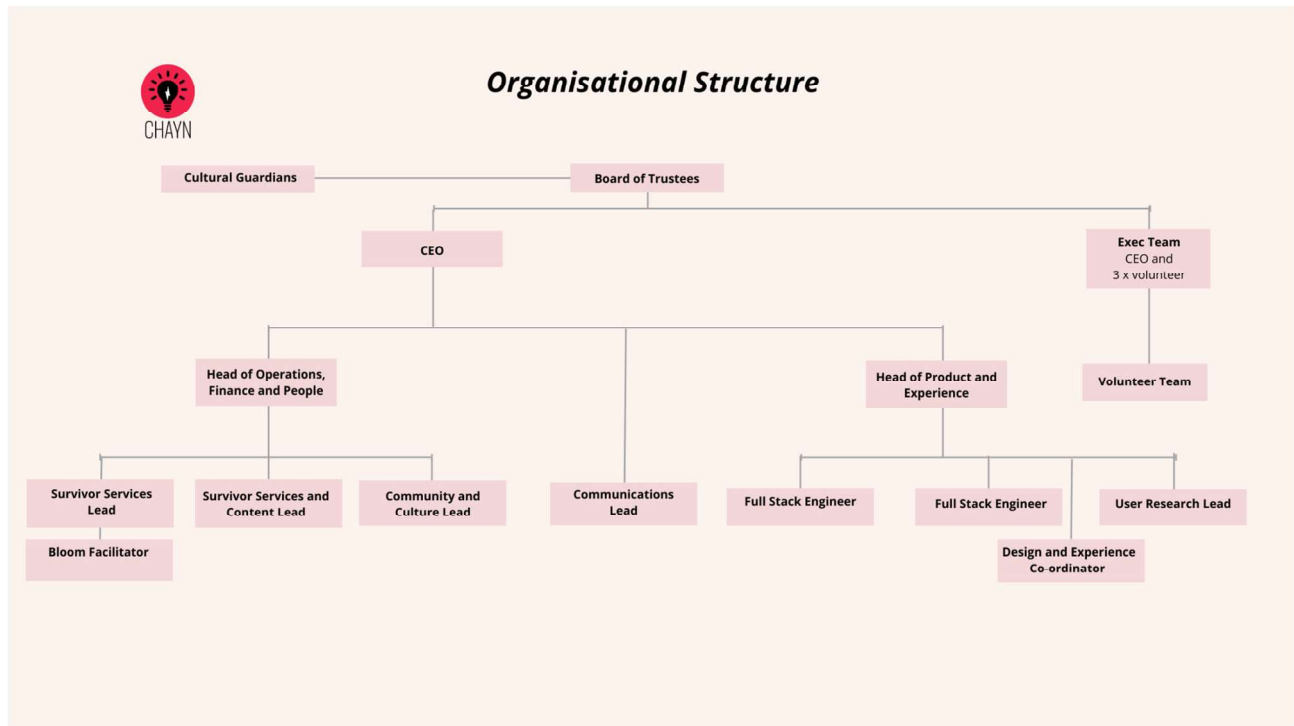 Organisational Structure
CHAYN
Cultural Guardians
Board of Trustees
CEO
Exec Team
CEO and
3 x volunteer
Head of Operations,
Finance and People
Head of Product and
Experience
Volunteer Team
Survivor Services
Lead
Survivor Services and
Content Lead
Community and
Culture Lead
Communications
Lead
Full Stack Engineer
Full Stack Engineer
User Research Lead
Bloom Facilitator
Design and Experience
Co-ordinator